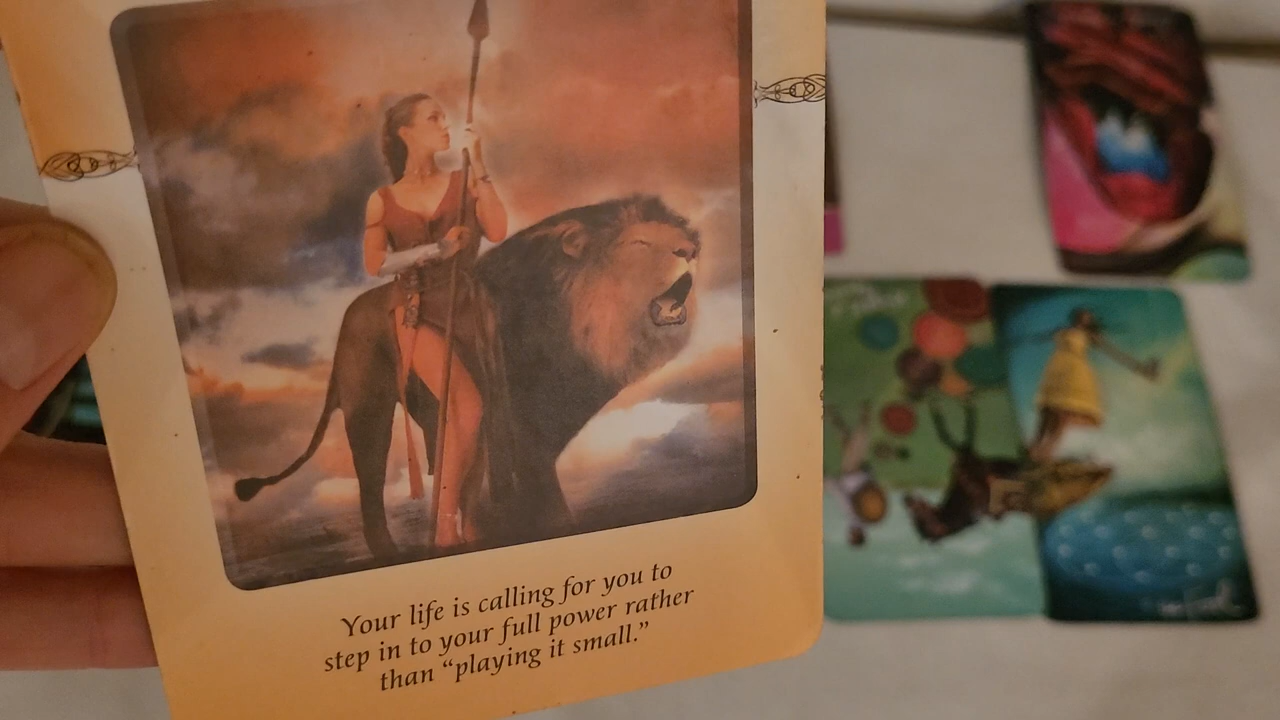 Your life is calling for you to
step in to your full power rather
than “playing it small.”